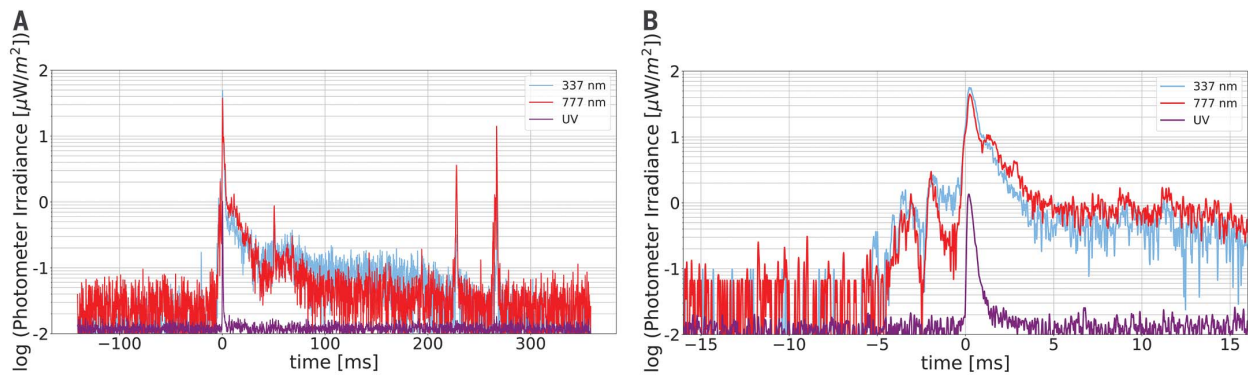 A
log (Photometer Irradiance [μW/m²])
2
1
0
-1
-2
−100
0
100
200
300
time [ms]
337 nm
777 nm
UV
B
log (Photometer Irradiance [μW/m²])
2
1
0
-1
-2
−15
−10
−5
0
5
10
15
time [ms]
337 nm
777 nm
UV